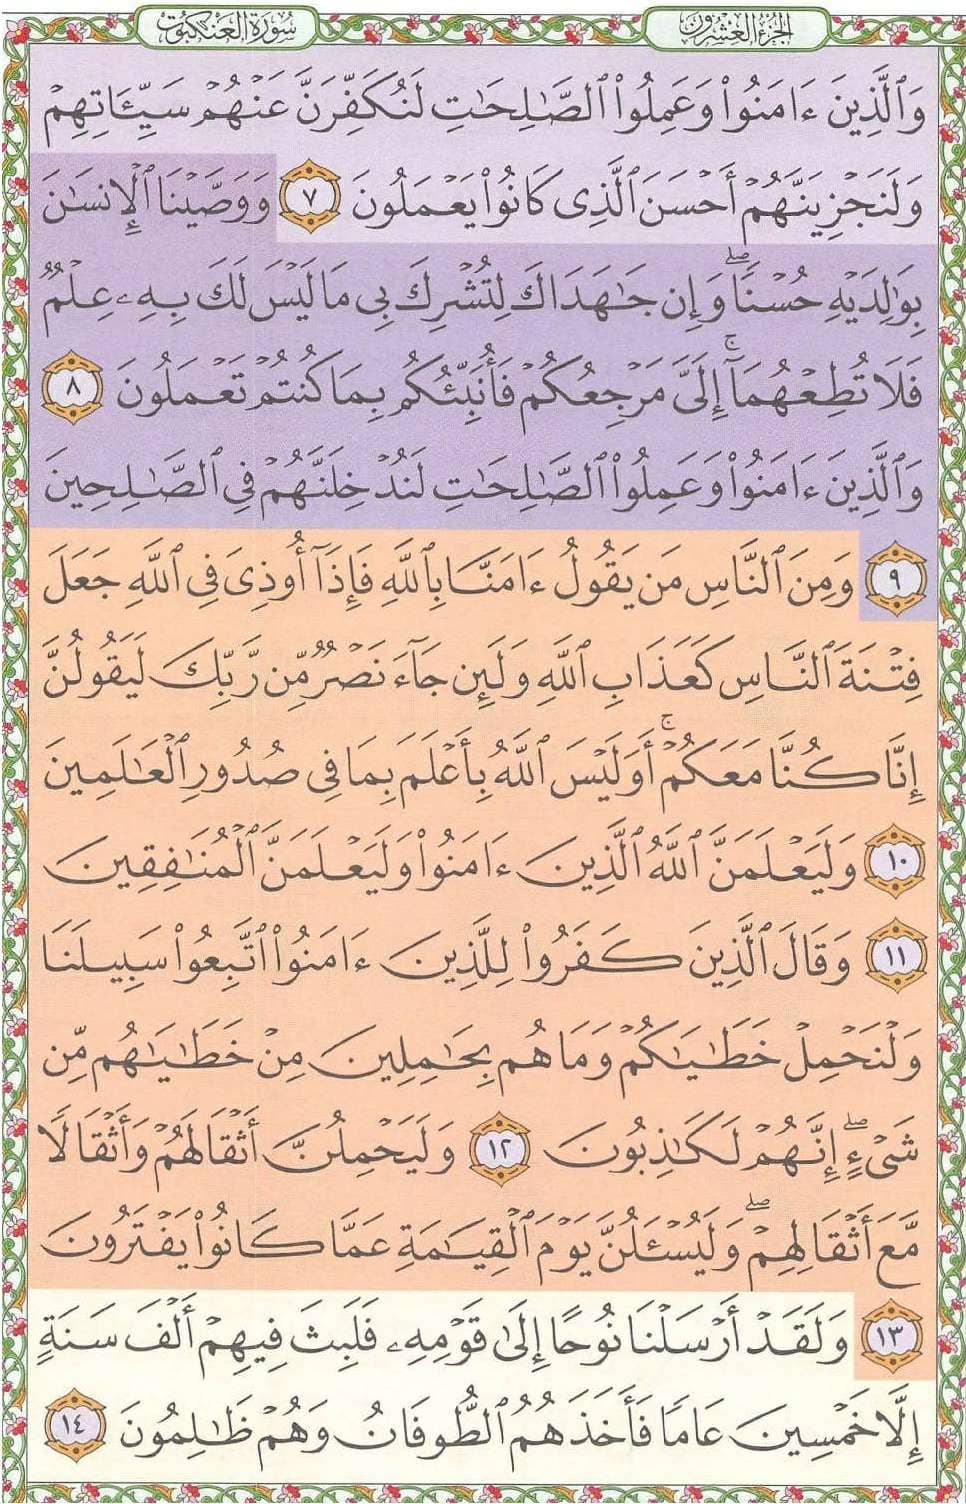 الجزء العشرون
سورة العنكبوت
وَٱلَّذِينَ ءَامَنُوا۟ وَعَمِلُوا۟ ٱلصَّـٰلِحَـٰتِ لَنُكَفِّرَنَّ عَنْهُمْ سَيِّـَٔاتِهِمْ
وَلَنَجْزِيَنَّهُمْ أَحْسَنَ ٱلَّذِى كَانُوا۟ يَعْمَلُونَ ٧ وَوَصَّيْنَا ٱلْإِنسَـٰنَ
بِوَٰلِدَيْهِ حُسْنًا ۖ وَإِن جَـٰهَدَاكَ لِتُشْرِكَ بِى مَا لَيْسَ لَكَ بِهِۦ عِلْمٌ
فَلَا تُطِعْهُمَآ ۚ إِلَىَّ مَرْجِعُكُمْ فَأُنَبِّئُكُم بِمَا كُنتُمْ تَعْمَلُونَ ٨
وَٱلَّذِينَ ءَامَنُوا۟ وَعَمِلُوا۟ ٱلصَّـٰلِحَـٰتِ لَنُدْخِلَنَّهُمْ فِى ٱلصَّـٰلِحِينَ
٩ وَمِنَ ٱلنَّاسِ مَن يَقُولُ ءَامَنَّا بِٱللَّهِ فَإِذَآ أُوذِىَ فِى ٱللَّهِ جَعَلَ
فِتْنَةَ ٱلنَّاسِ كَعَذَابِ ٱللَّهِ وَلَئِن جَآءَ نَصْرٌ مِّن رَّبِّكَ لَيَقُولُنَّ
إِنَّا كُنَّا مَعَكُمْ ۚ أَوَلَيْسَ ٱللَّهُ بِأَعْلَمَ بِمَا فِى صُدُورِ ٱلْعَـٰلَمِينَ
١٠ وَلَيَعْلَمَنَّ ٱللَّهُ ٱلَّذِينَ ءَامَنُوا۟ وَلَيَعْلَمَنَّ ٱلْمُنَـٰفِقِينَ
١١ وَقَالَ ٱلَّذِينَ كَفَرُوا۟ لِلَّذِينَ ءَامَنُوا۟ ٱتَّبِعُوا۟ سَبِيلَنَا
وَلْنَحْمِلْ خَطَـٰيَـٰكُمْ وَمَا هُم بِحَـٰمِلِينَ مِنْ خَطَـٰيَـٰهُم مِّن
شَىْءٍ ۖ إِنَّهُمْ لَكَـٰذِبُونَ ١٢ وَلَيَحْمِلُنَّ أَثْقَالَهُمْ وَأَثْقَالًا
مَّعَ أَثْقَالِهِمْ ۖ وَلَيُسْـَٔلُنَّ يَوْمَ ٱلْقِيَـٰمَةِ عَمَّا كَانُوا۟ يَفْتَرُونَ
١٣ وَلَقَدْ أَرْسَلْنَا نُوحًا إِلَىٰ قَوْمِهِۦ فَلَبِثَ فِيهِمْ أَلْفَ سَنَةٍ
إِلَّا خَمْسِينَ عَامًا فَأَخَذَهُمُ ٱلطُّوفَانُ وَهُمْ ظَـٰلِمُونَ ١٤